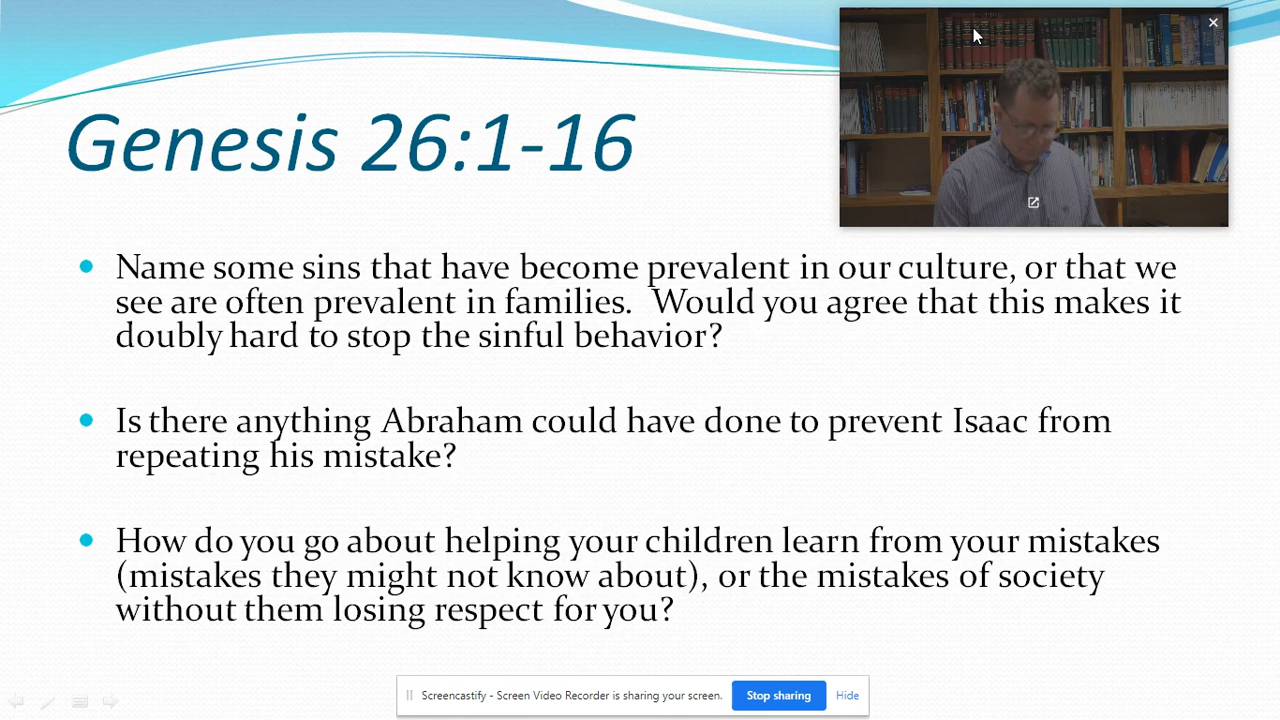 Genesis 26:1-16
Name some sins that have become prevalent in our culture, or that we
see are often prevalent in families. Would you agree that this makes it
doubly hard to stop the sinful behavior?
Is there anything Abraham could have done to prevent Isaac from
repeating his mistake?
How do you go about helping your children learn from your mistakes
(mistakes they might not know about), or the mistakes of society
without them losing respect for you?
Screencastify - Screen Video Recorder is sharing your screen. Stop sharing Hide